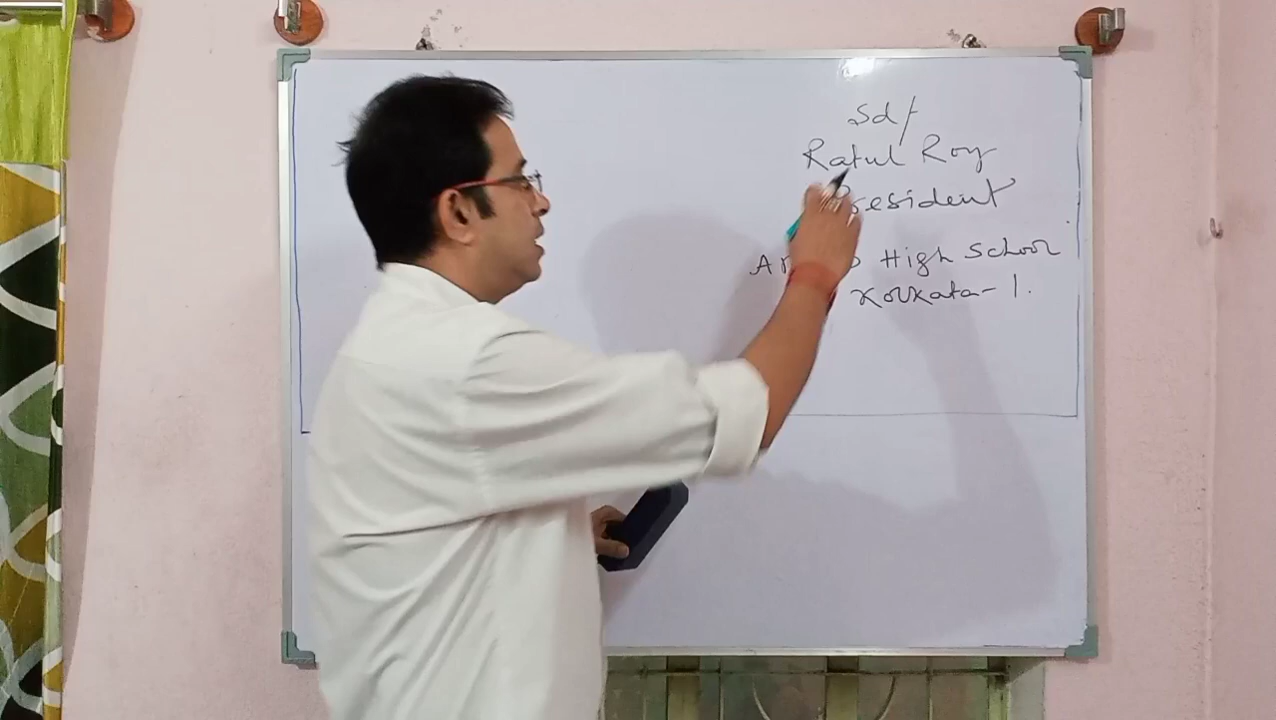 Sd/
Ratul Roy
President
High School
Kolkata-1.